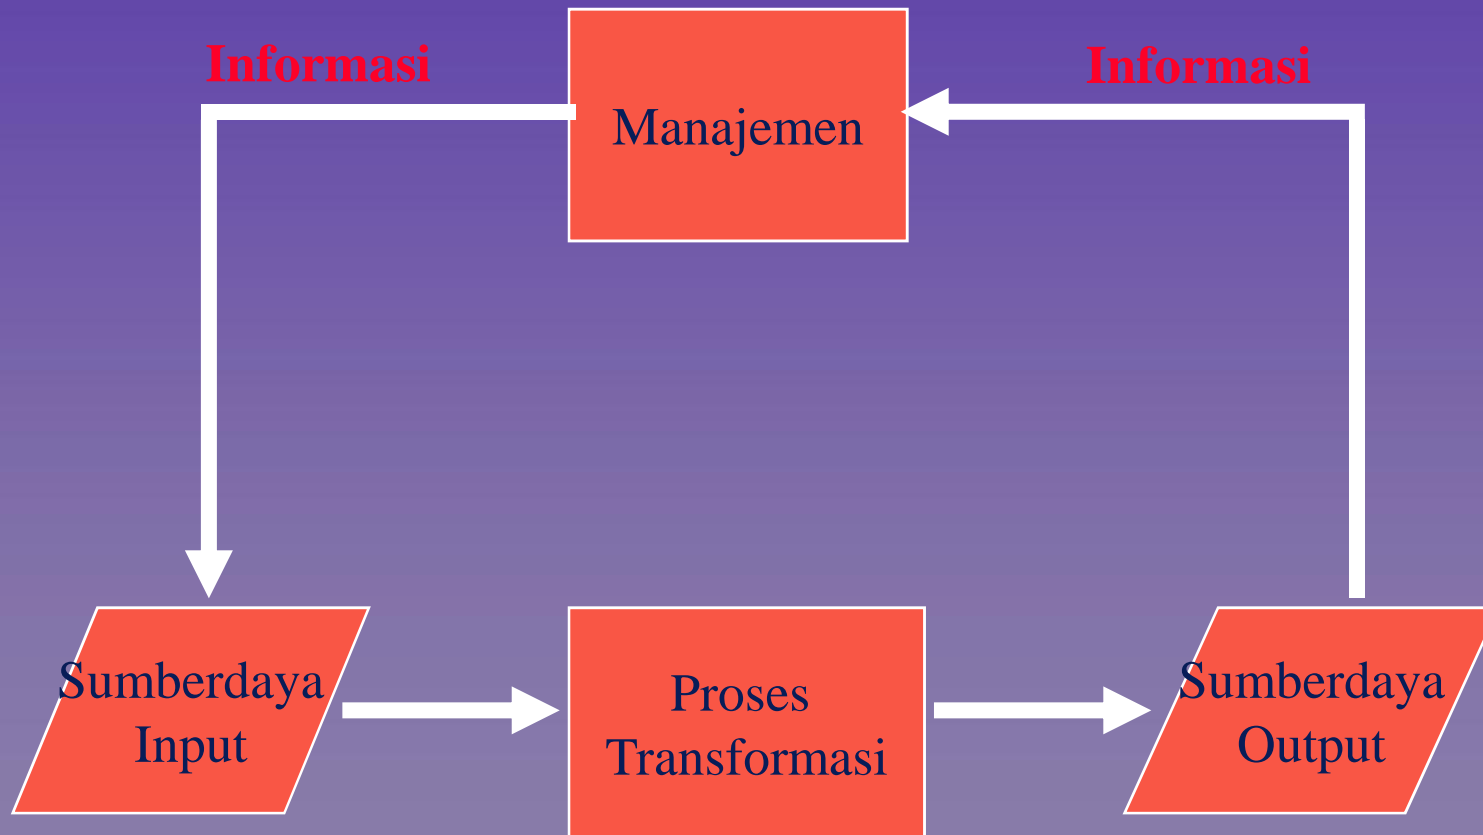 Informasi
Manajemen
Informasi
Sumberdaya
Input
Proses
Transformasi
Sumberdaya
Output